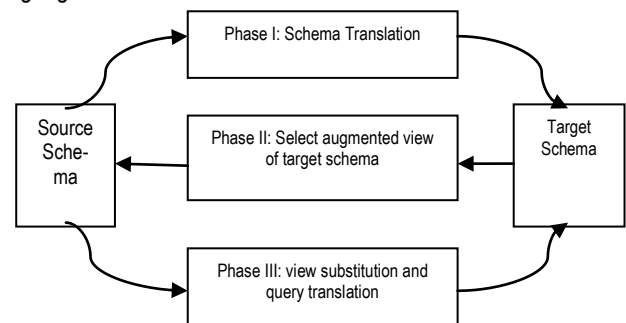 Phase I: Schema Translation
Source
Sche-
ma
Phase II: Select augmented view
of target schema
Target
Schema
Phase III: view substitution and
query translation